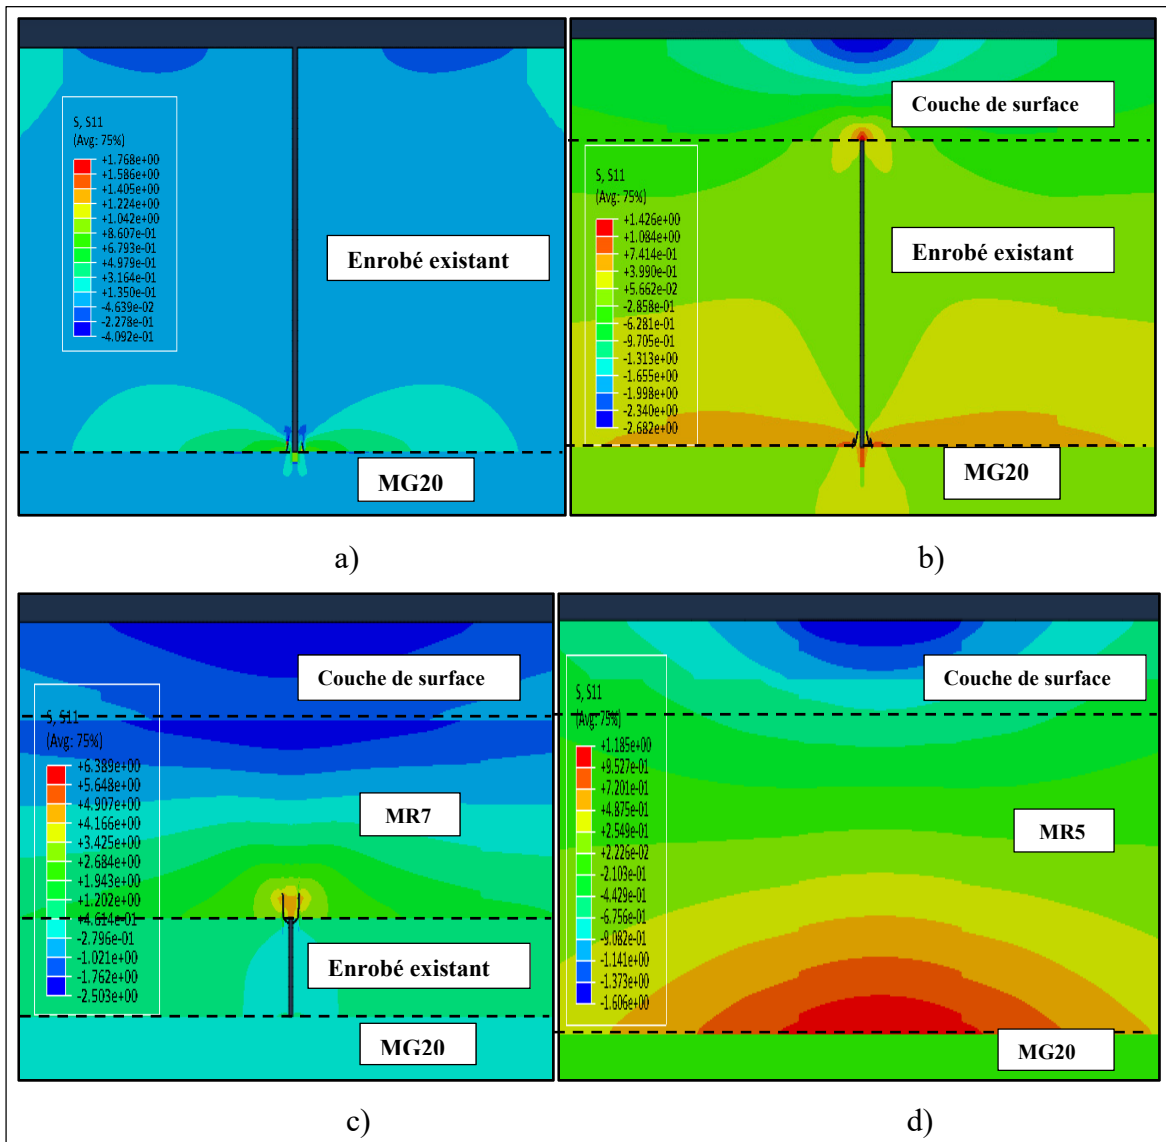 S, S11
(Avg: 75%)
+1.768e+00
+1.586e+00
+1.405e+00
+1.224e+00
+1.042e+00
+8.607e-01
+6.793e-01
+4.979e-01
+3.164e-01
+1.350e-01
-4.639e-02
-2.278e-01
-4.092e-01
Enrobé existant
MG20
a)
Couche de surface
S, S11
(Avg: 75%)
+1.426e+00
+1.084e+00
+7.414e-01
+3.990e-01
+5.662e-02
-2.858e-01
-6.281e-01
-9.705e-01
-1.313e+00
-1.655e+00
-1.998e+00
-2.340e+00
-2.682e+00
Enrobé existant
MG20
b)
Couche de surface
S, S11
(Avg: 75%)
+6.389e+00
+5.648e+00
+4.907e+00
+4.166e+00
+3.425e+00
+2.684e+00
+1.943e+00
+1.202e+00
+4.614e-01
-2.796e-01
-1.021e+00
-1.762e+00
-2.503e+00
MR7
Enrobé existant
MG20
c)
Couche de surface
S, S11
(Avg: 75%)
+1.185e+00
+9.527e-01
+7.201e-01
+4.875e-01
+2.549e-01
+2.226e-02
-2.103e-01
-4.429e-01
-6.756e-01
-9.082e-01
-1.141e+00
-1.373e+00
-1.606e+00
MR5
MG20
d)